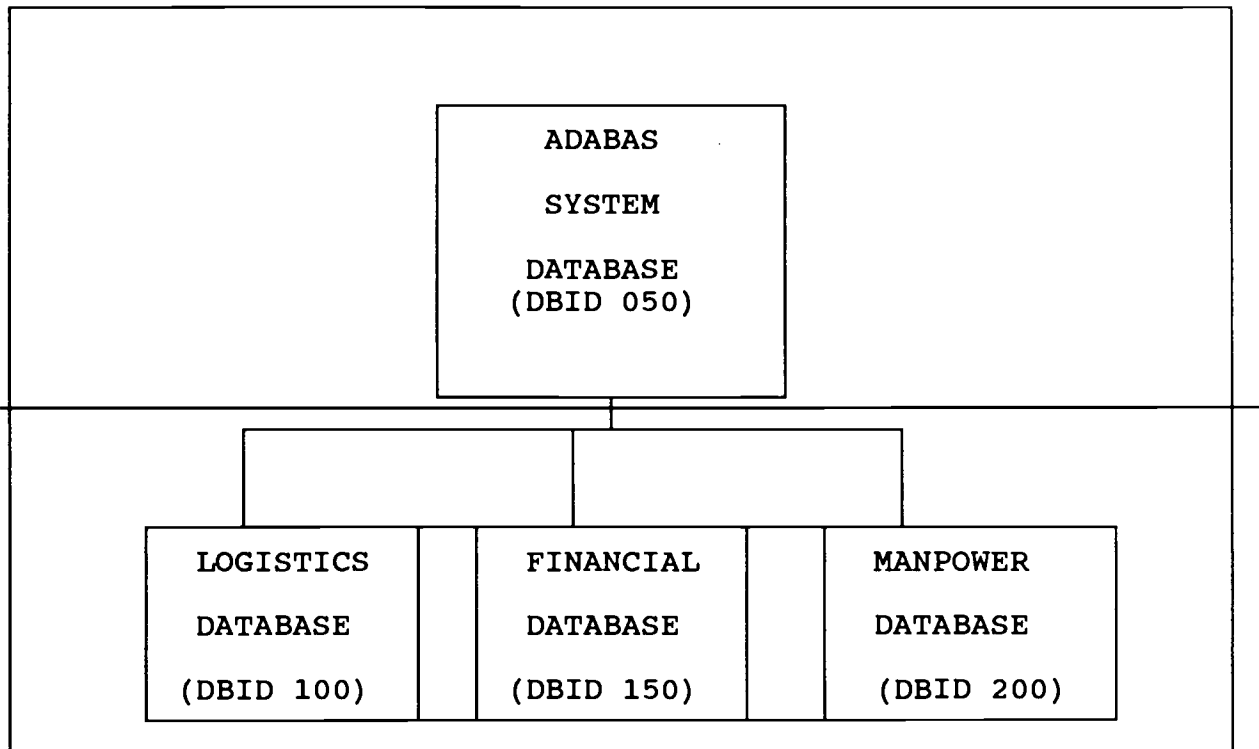 ADABAS
SYSTEM
DATABASE
(DBID 050)
LOGISTICS
DATABASE
(DBID 100)
FINANCIAL
DATABASE
(DBID 150)
MANPOWER
DATABASE
(DBID 200)